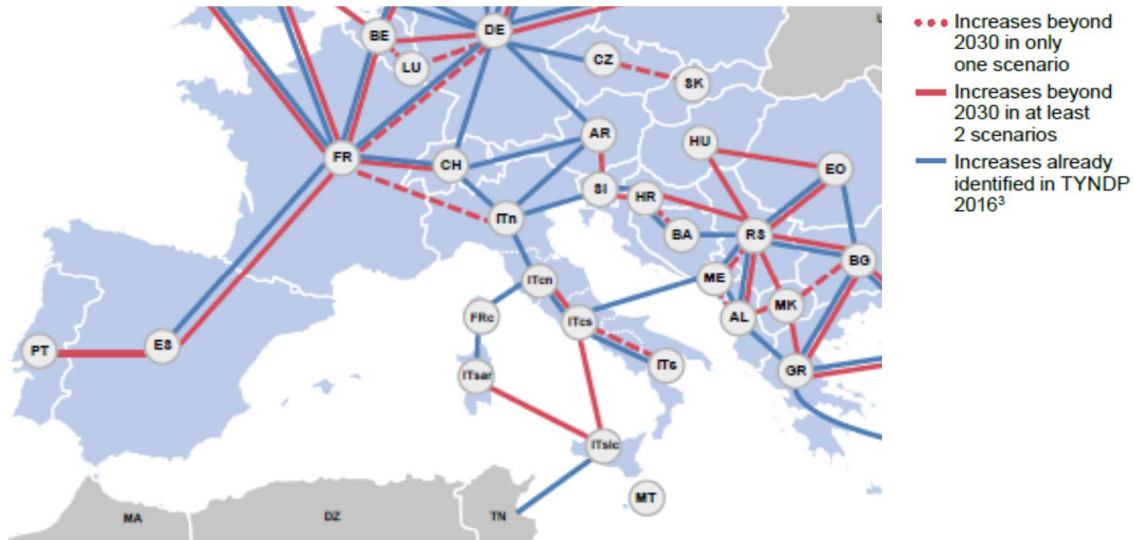 BE
DE
LU
CZ
SK
FR
CH
AR
HU
EO
SI
HR
ITn
BA
RS
BG
ME
ITcn
MK
FRc
ITcs
AL
PT
ES
ITs
GR
ITsar
ITsic
MT
MA
DZ
TN
Increases beyond
2030 in only
one scenario
Increases beyond
2030 in at least
2 scenarios
Increases already
identified in TYNDP
2016³